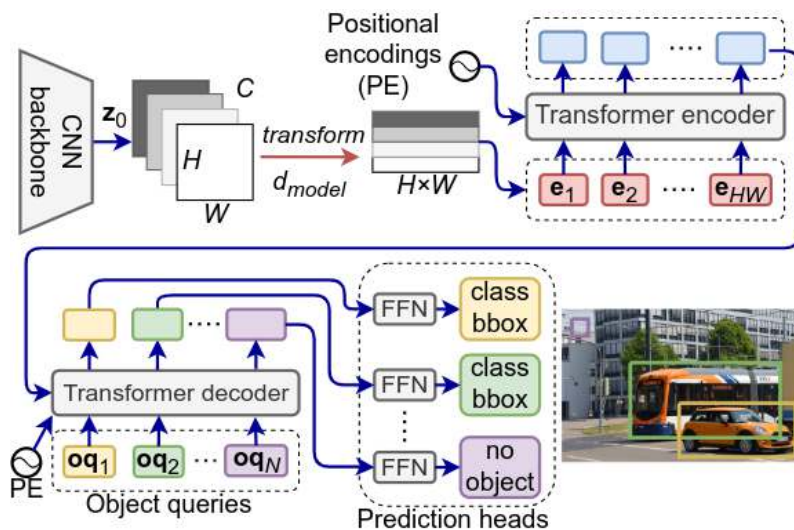 CNN
backbone
z0
C
H
W
transform
dmodel
Positional
encodings
(PE)
H×W
Transformer encoder
e1 e2 ···· eHW
Transformer decoder
oq1 oq2 ··· oqN
PE
Object queries
FFN
class
bbox
FFN
class
bbox
FFN
no
object
Prediction heads